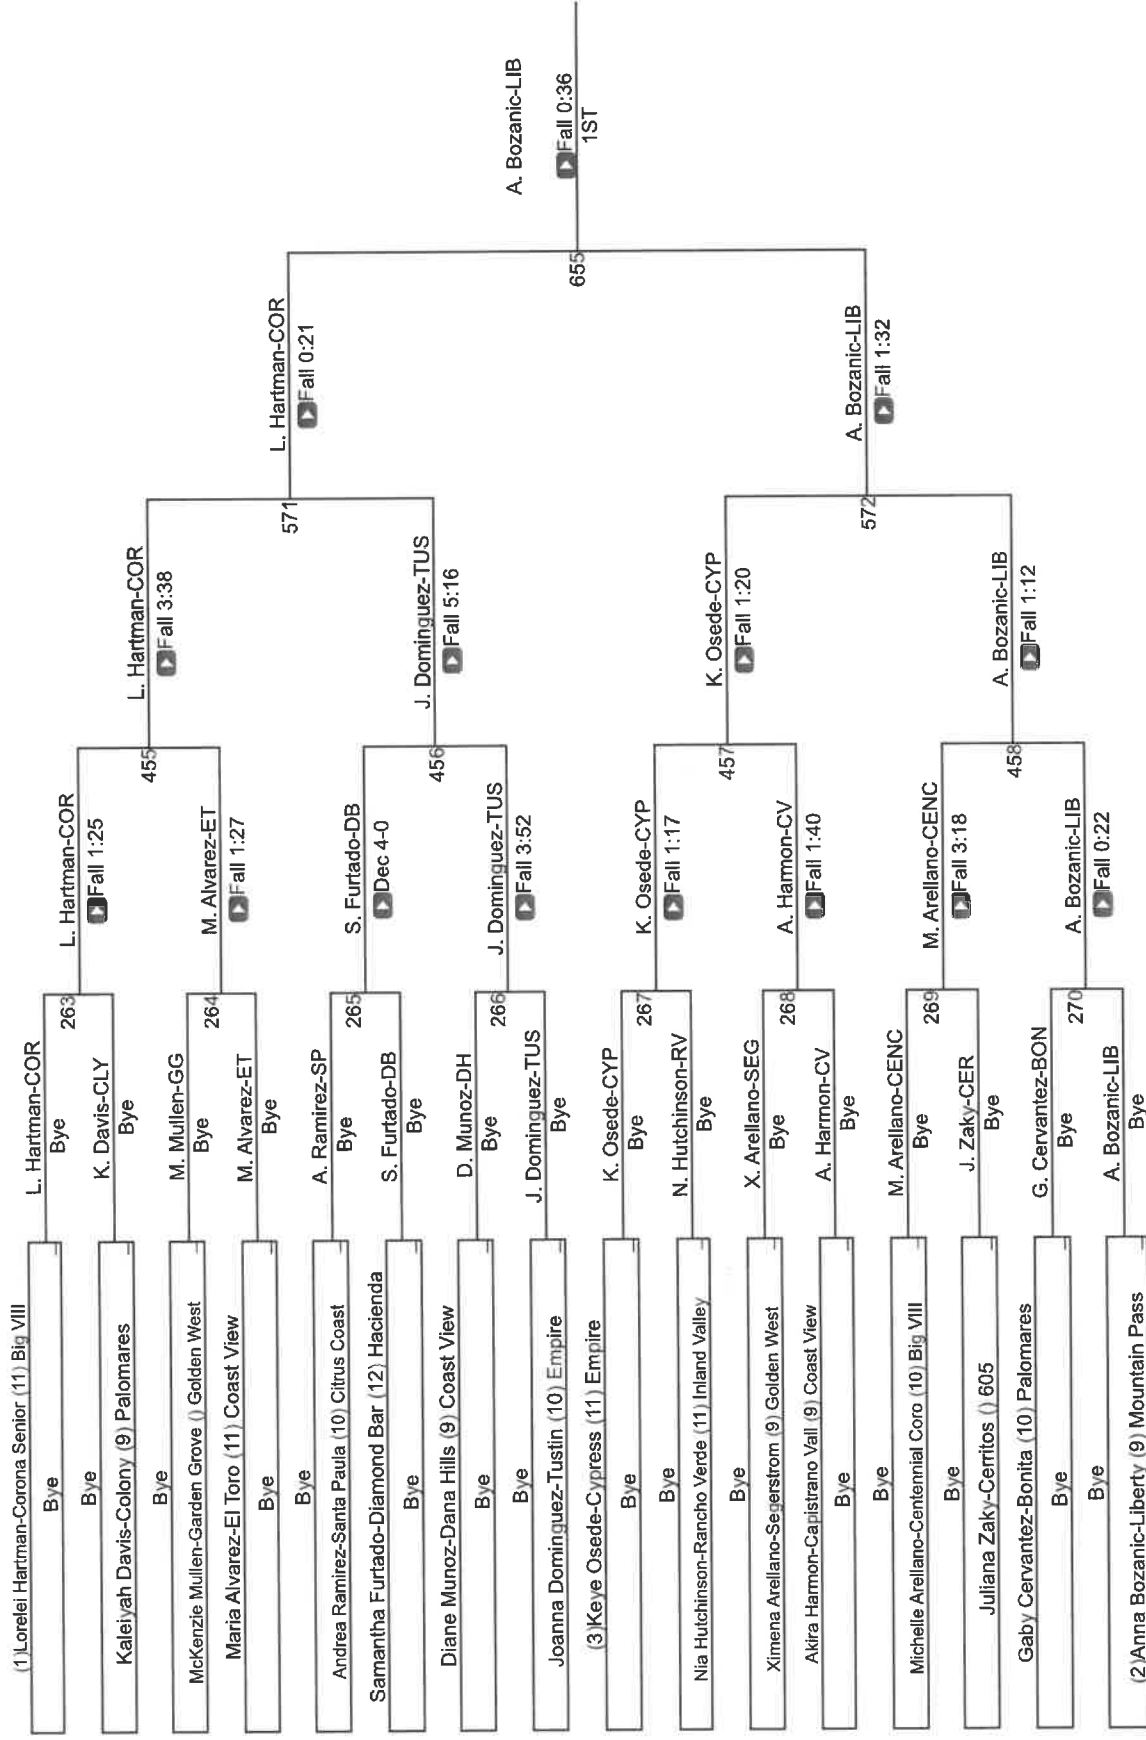 (1)Lorelei Hartman-Corona Senior (11) Big VIII
Bye
Bye
Kaleiyah Davis-Colony (9) Palomares
Bye
McKenzie Mullen-Garden Grove () Golden West
Maria Alvarez-El Toro (11) Coast View
Bye
Bye
Andrea Ramirez-Santa Paula (10) Citrus Coast
Samantha Furtado-Diamond Bar (12) Hacienda
Bye
Diane Munoz-Dana Hills (9) Coast View
Bye
Bye
Joanna Dominguez-Tustin (10) Empire
(3)Keye Osede-Cypress (11) Empire
Bye
Bye
Nia Hutchinson-Rancho Verde (11) Inland Valley
Bye
Ximena Arellano-Segerstrom (9) Golden West
Akira Harmon-Capistrano Vall (9) Coast View
Bye
Bye
Michelle Arellano-Centennial Coro (10) Big VIII
Bye
Juliana Zaky-Cerritos () 605
Gaby Cervantez-Bonita (10) Palomares
Bye
Bye
(2)Anna Bozanic-Liberty (9) Mountain Pass
L. Hartman-COR
Bye
263
K. Davis-CLY
Bye
M. Mullen-GG
Bye
264
M. Alvarez-ET
Bye
A. Ramirez-SP
Bye
265
S. Furtado-DB
Bye
D. Munoz-DH
Bye
266
J. Dominguez-TUS
Bye
K. Osede-CYP
Bye
267
N. Hutchinson-RV
Bye
X. Arellano-SEG
Bye
268
A. Harmon-CV
Bye
M. Arellano-CENC
Bye
269
J. Zaky-CER
Bye
G. Cervantez-BON
Bye
270
A. Bozanic-LIB
Bye
L. Hartman-COR
Fall 1:25
455
M. Alvarez-ET
Fall 1:27
S. Furtado-DB
Dec 4-0
456
J. Dominguez-TUS
Fall 3:52
K. Osede-CYP
Fall 1:17
457
A. Harmon-CV
Fall 1:40
M. Arellano-CENC
Fall 3:18
458
A. Bozanic-LIB
Fall 0:22
L. Hartman-COR
Fall 3:38
571
J. Dominguez-TUS
Fall 5:16
K. Osede-CYP
Fall 1:20
572
A. Bozanic-LIB
Fall 1:12
L. Hartman-COR
Fall 0:21
655
A. Bozanic-LIB
Fall 1:32
A. Bozanic-LIB
Fall 0:36
1ST